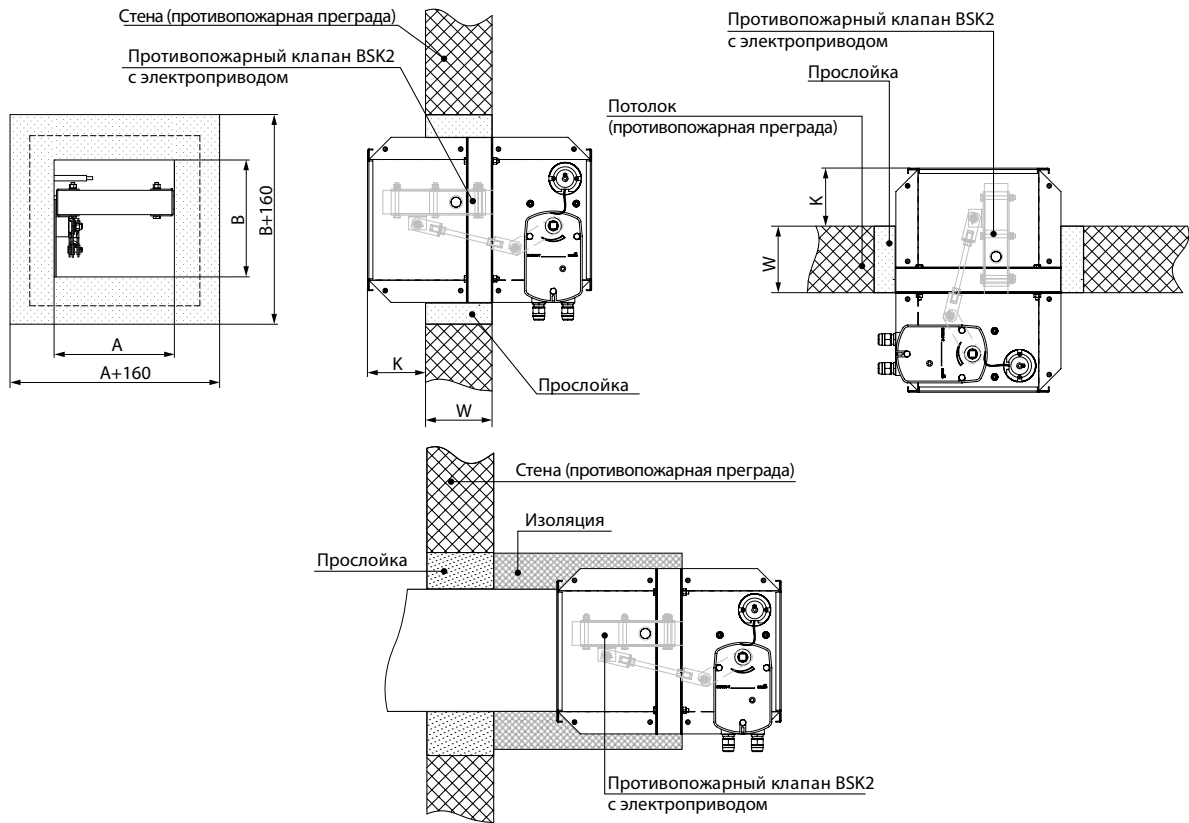 Стена (противопожарная преграда)
Противопожарный клапан BSK2
с электроприводом
Противопожарный клапан BSK2
с электроприводом
Прослойка
Потолок
(противопожарная преграда)
B
B+160
A
A+160
K
W
Прослойка
K
W
Стена (противопожарная преграда)
Изоляция
Прослойка
Противопожарный клапан BSK2
с электроприводом